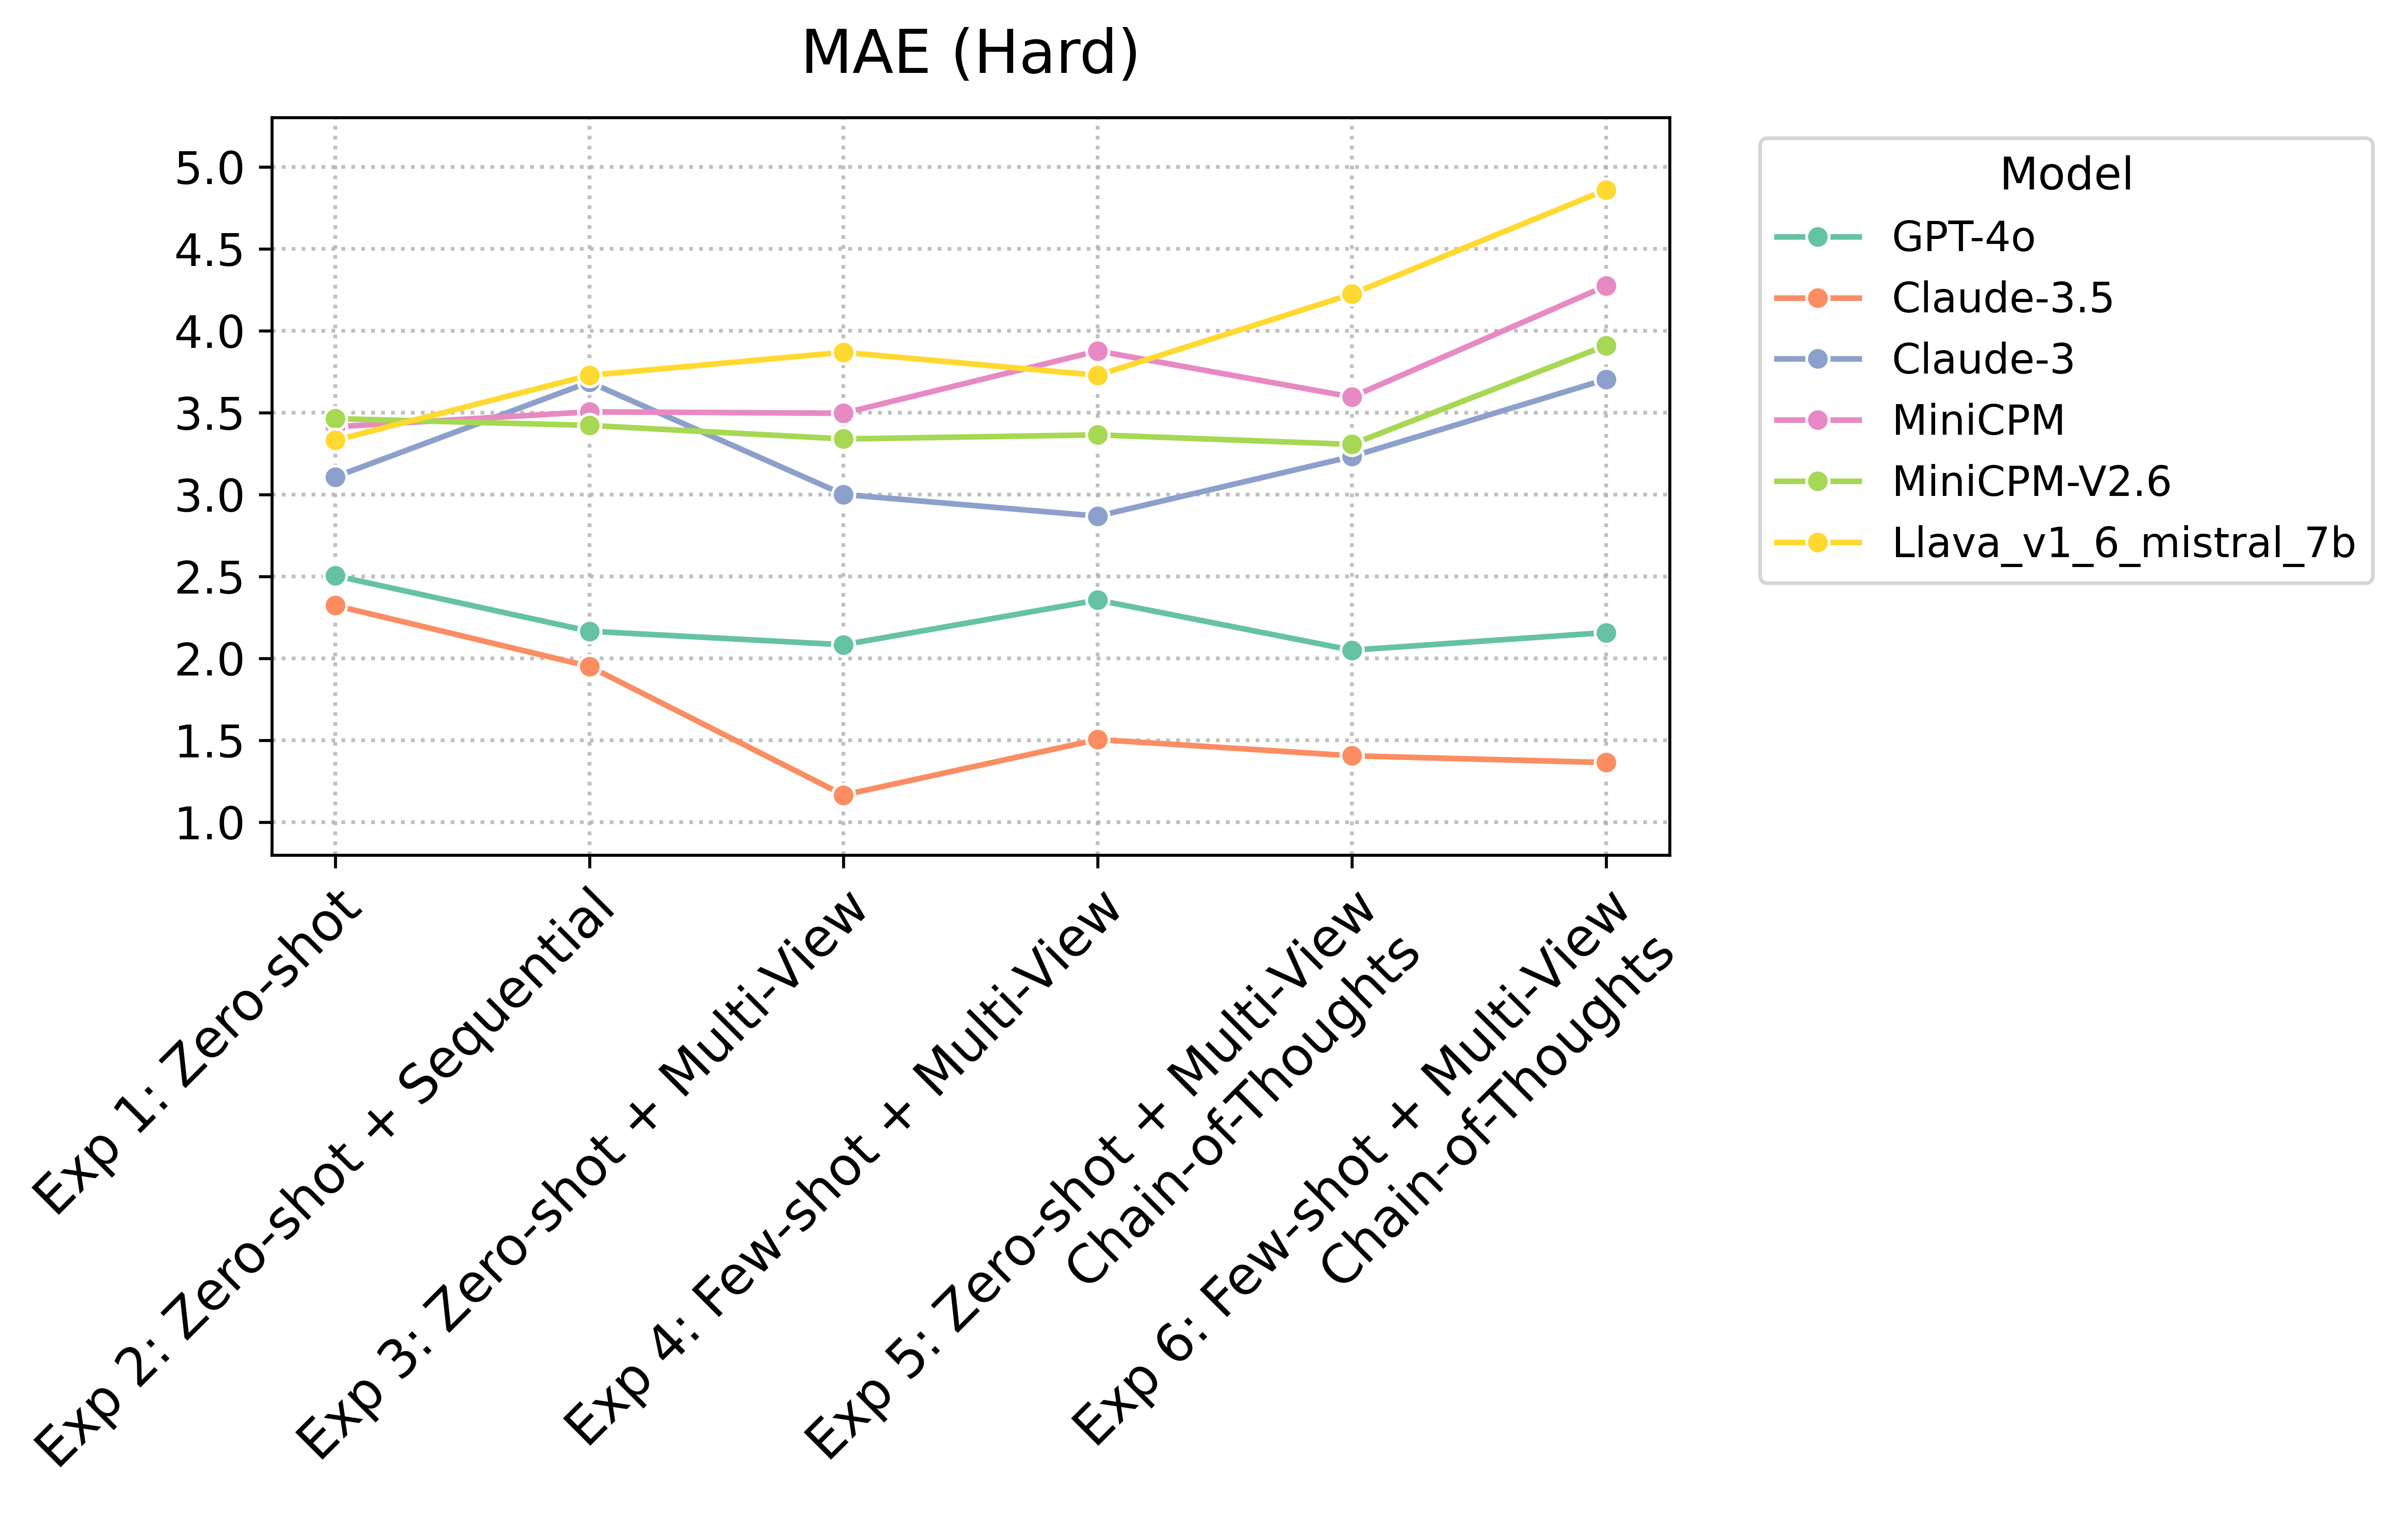 MAE (Hard)
5.0
4.5
4.0
3.5
3.0
2.5
2.0
1.5
1.0
Exp 1: Zero-shot
Exp 2: Zero-shot + Sequential
Exp 3: Zero-shot + Multi-View
Exp 4: Few-shot + Multi-View
Exp 5: Zero-shot + Multi-View
Chain-of-Thoughts
Exp 6: Few-shot + Multi-View
Chain-of-Thoughts
Model
GPT-4o
Claude-3.5
Claude-3
MiniCPM
MiniCPM-V2.6
Llava_v1_6_mistral_7b